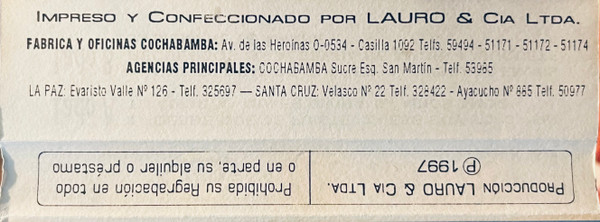 IMPRESO Y CONFECCIONADO POR LAURO & CIA LTDA.
FABRICA Y OFICINAS COCHABAMBA: Av. de las Heroínas O-0534 - Casilla 1092 Telfs. 59494 - 51171 - 51172 - 51174
AGENCIAS PRINCIPALES: COCHABAMBA Sucre Esq. San Martín - Telf. 53985
LA PAZ: Evaristo Valle Nº 126 - Telf. 325697 — SANTA CRUZ: Velasco Nº 22 Telf. 328422 - Ayacucho Nº 885 Telf. 50977
PRODUCCIÓN LAURO & CIA LTDA.
Ⓟ 1997
Prohibida su Regrabación en todo
o en parte, su alquiler o préstamo